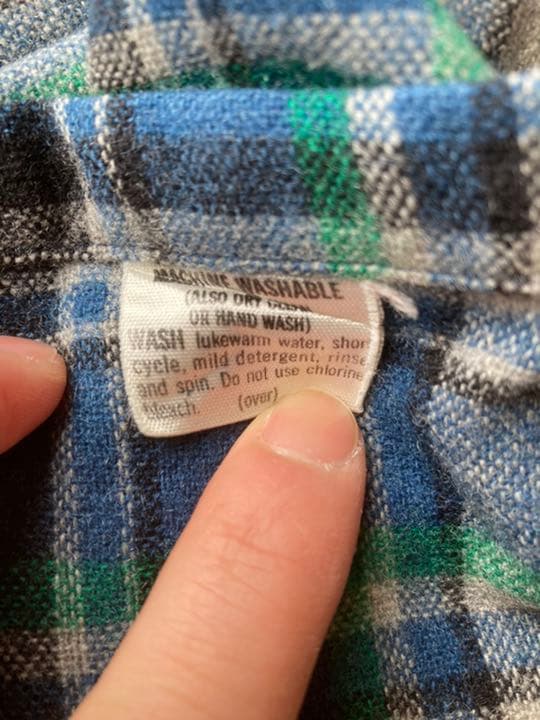 MACHINE WASHABLE
(ALSO DRY CLEAN
OR HAND WASH)
WASH lukewarm water, short
cycle, mild detergent, rinse
and spin. Do not use chlorine
bleach. (over)